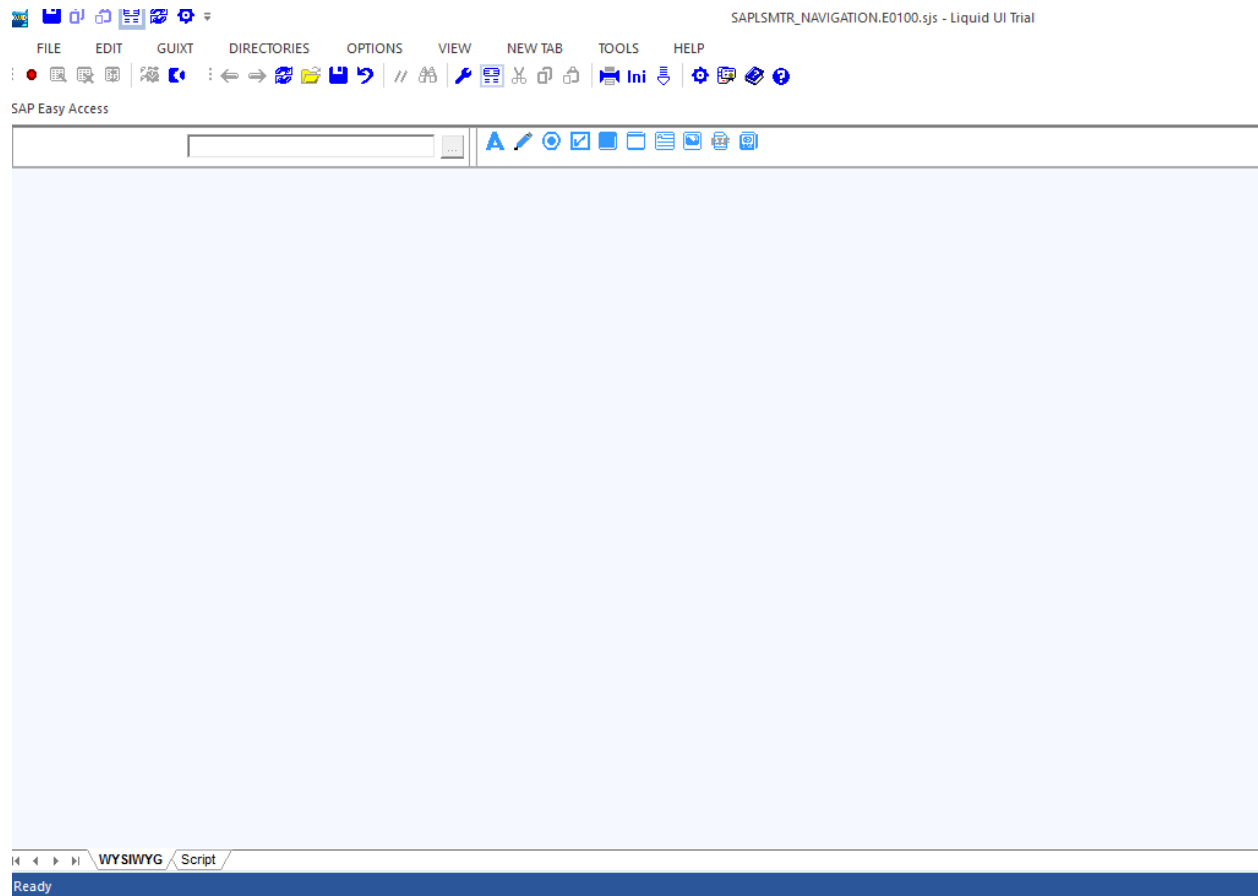 SAPLSMTR_NAVIGATION.E0100.sjs - Liquid UI Trial
FILE EDIT GUIXT DIRECTORIES OPTIONS VIEW NEW TAB TOOLS HELP
Ini
SAP Easy Access
...
WYSIWYG Script
Ready